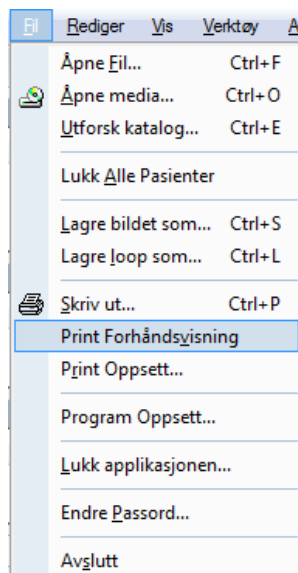 Fil Rediger Vis Verktøy A
Åpne Fil... Ctrl+F
Åpne media... Ctrl+O
Utforsk katalog... Ctrl+E
Lukk Alle Pasienter
Lagre bildet som... Ctrl+S
Lagre loop som... Ctrl+L
Skriv ut... Ctrl+P
Print Forhåndsvisning
Print Oppsett...
Program Oppsett...
Lukk applikasjonen...
Endre Passord...
Avslutt